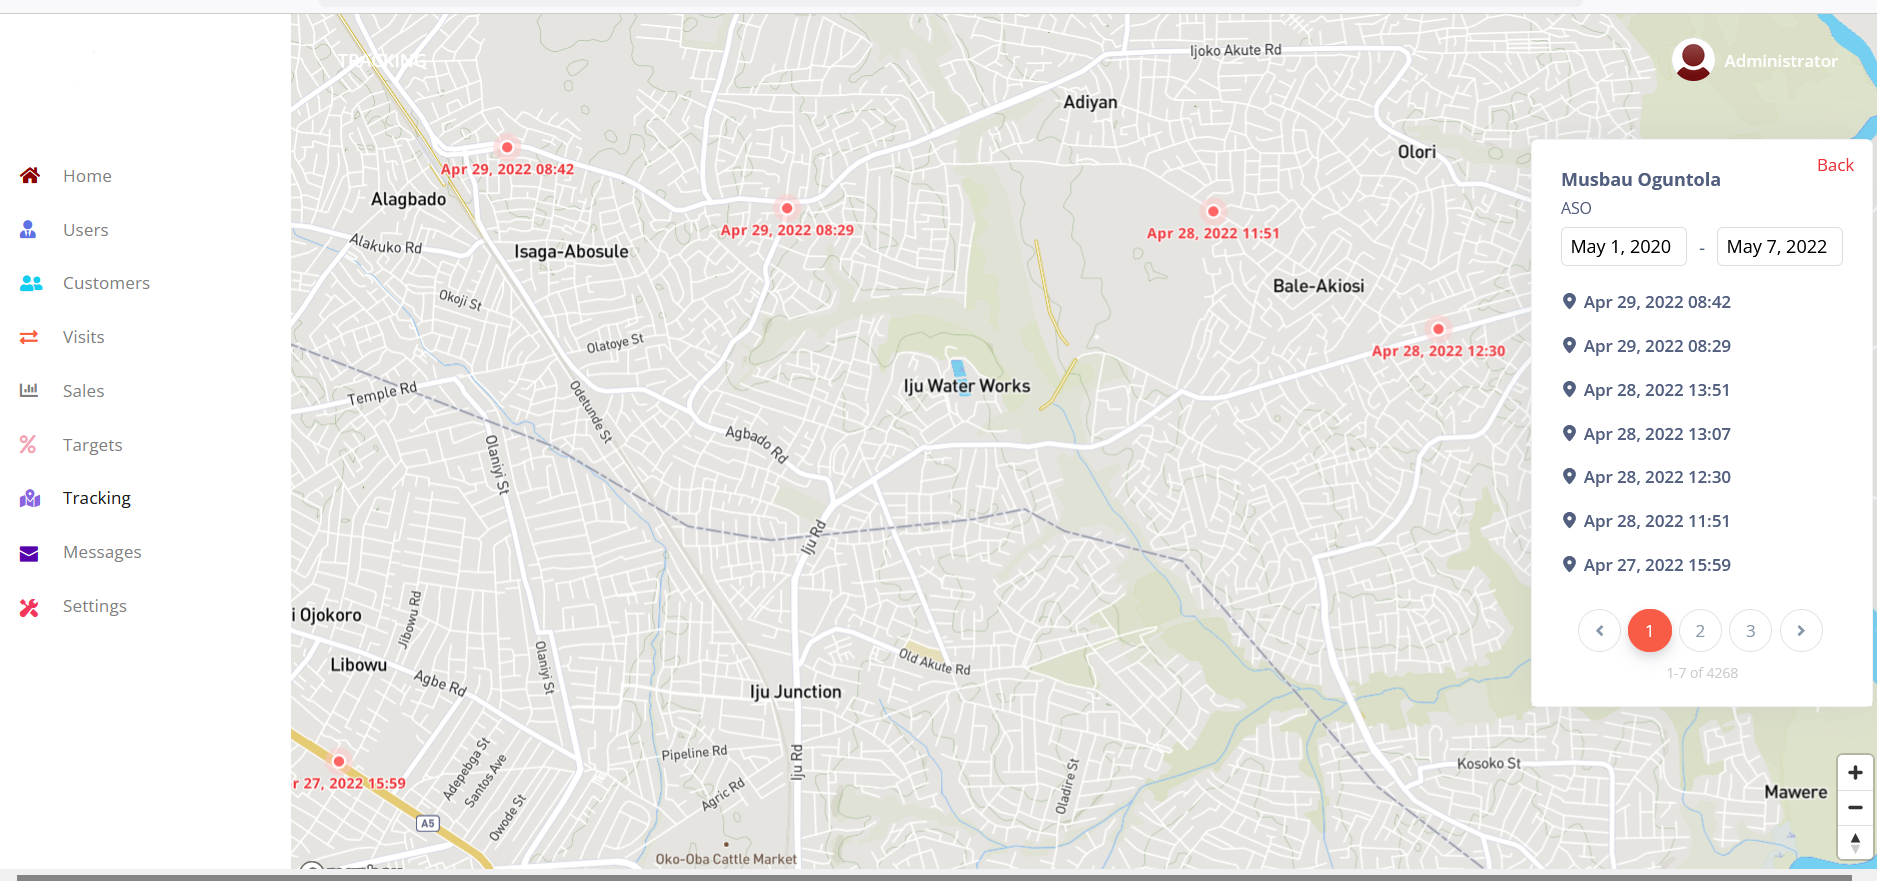 TRACKING
Administrator
Home
Users
Customers
Visits
Sales
Targets
Tracking
Messages
Settings
Ijoko Akute Rd
Adiyan
Olori
Apr 29, 2022 08:42
Alagbado
Apr 29, 2022 08:29
Apr 28, 2022 11:51
Alakuko Rd
Isaga-Abosule
Bale-Akiosi
Okoji St
Olatoye St
Apr 28, 2022 12:30
Iju Water Works
Temple Rd
Odetunde St
Agbado Rd
Olaniyi St
Iju Rd
i Ojokoro
Jibowu Rd
Libowu
Agbe Rd
Olaniyi St
Old Akute Rd
Iju Junction
Pipeline Rd
Iju Rd
Adepebga St
Santos Ave
Owode St
Agric Rd
Oladire St
Kosoko St
Mawere
r 27, 2022 15:59
A5
Oko-Oba Cattle Market
Back
Musbau Oguntola
ASO
May 1, 2020 - May 7, 2022
Apr 29, 2022 08:42
Apr 29, 2022 08:29
Apr 28, 2022 13:51
Apr 28, 2022 13:07
Apr 28, 2022 12:30
Apr 28, 2022 11:51
Apr 27, 2022 15:59
1 2 3
1-7 of 4268